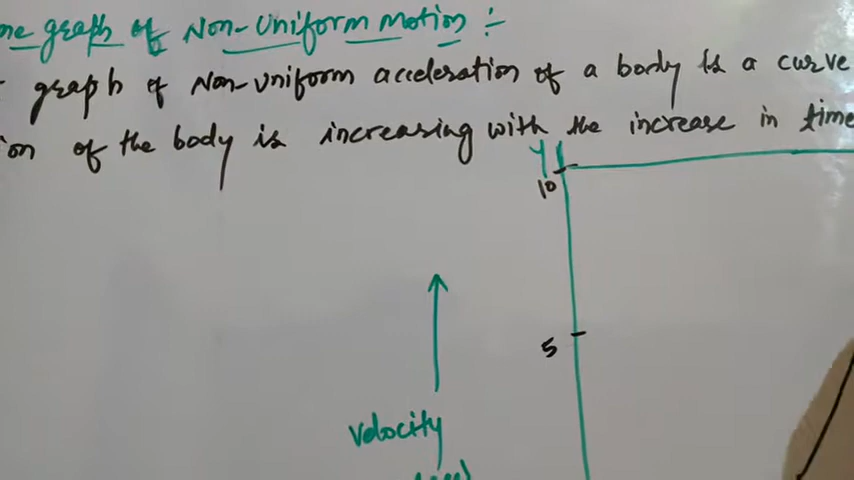 graph of Non-Uniform Motion :-
graph of Non-Uniform acceleration of a body is a curve
of the body is increasing with the increase in time
Y
10
5
Velocity